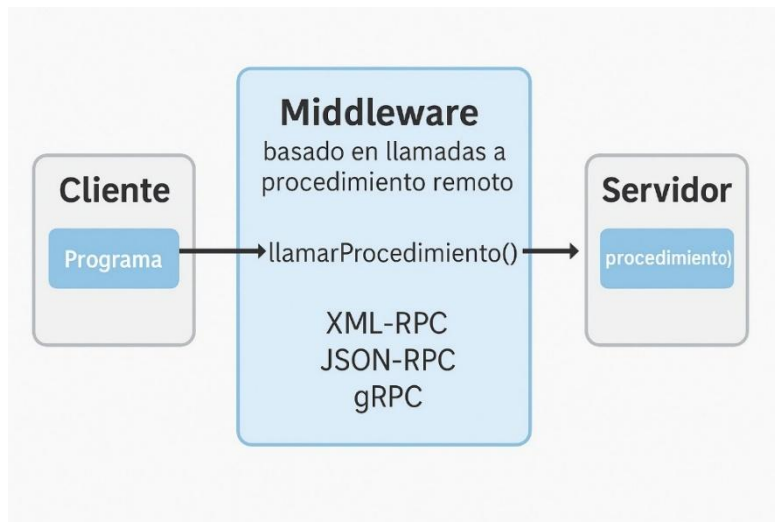 Middleware
basado en llamadas a
procedimiento remoto
Cliente
Programa
llamarProcedimiento()
Servidor
procedimiento)
XML-RPC
JSON-RPC
gRPC